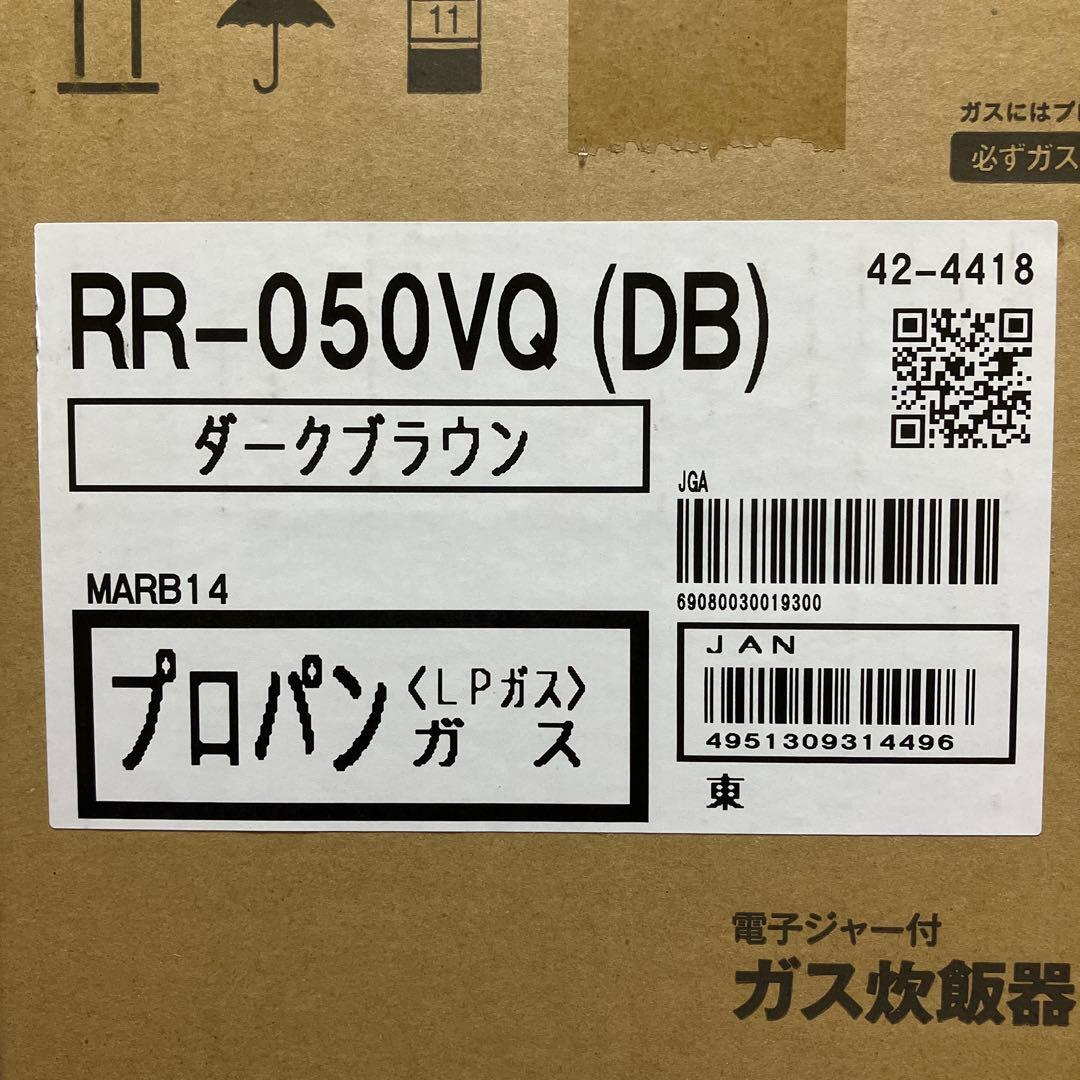 11
ガスにはプ
必ずガス
RR-050VQ(DB)
42-4418
ダークブラウン
JGA
69080030019300
MARB14
プロパン〈LPガス〉
ガス
JAN
4951309314496
東
電子ジャー付
ガス炊飯器